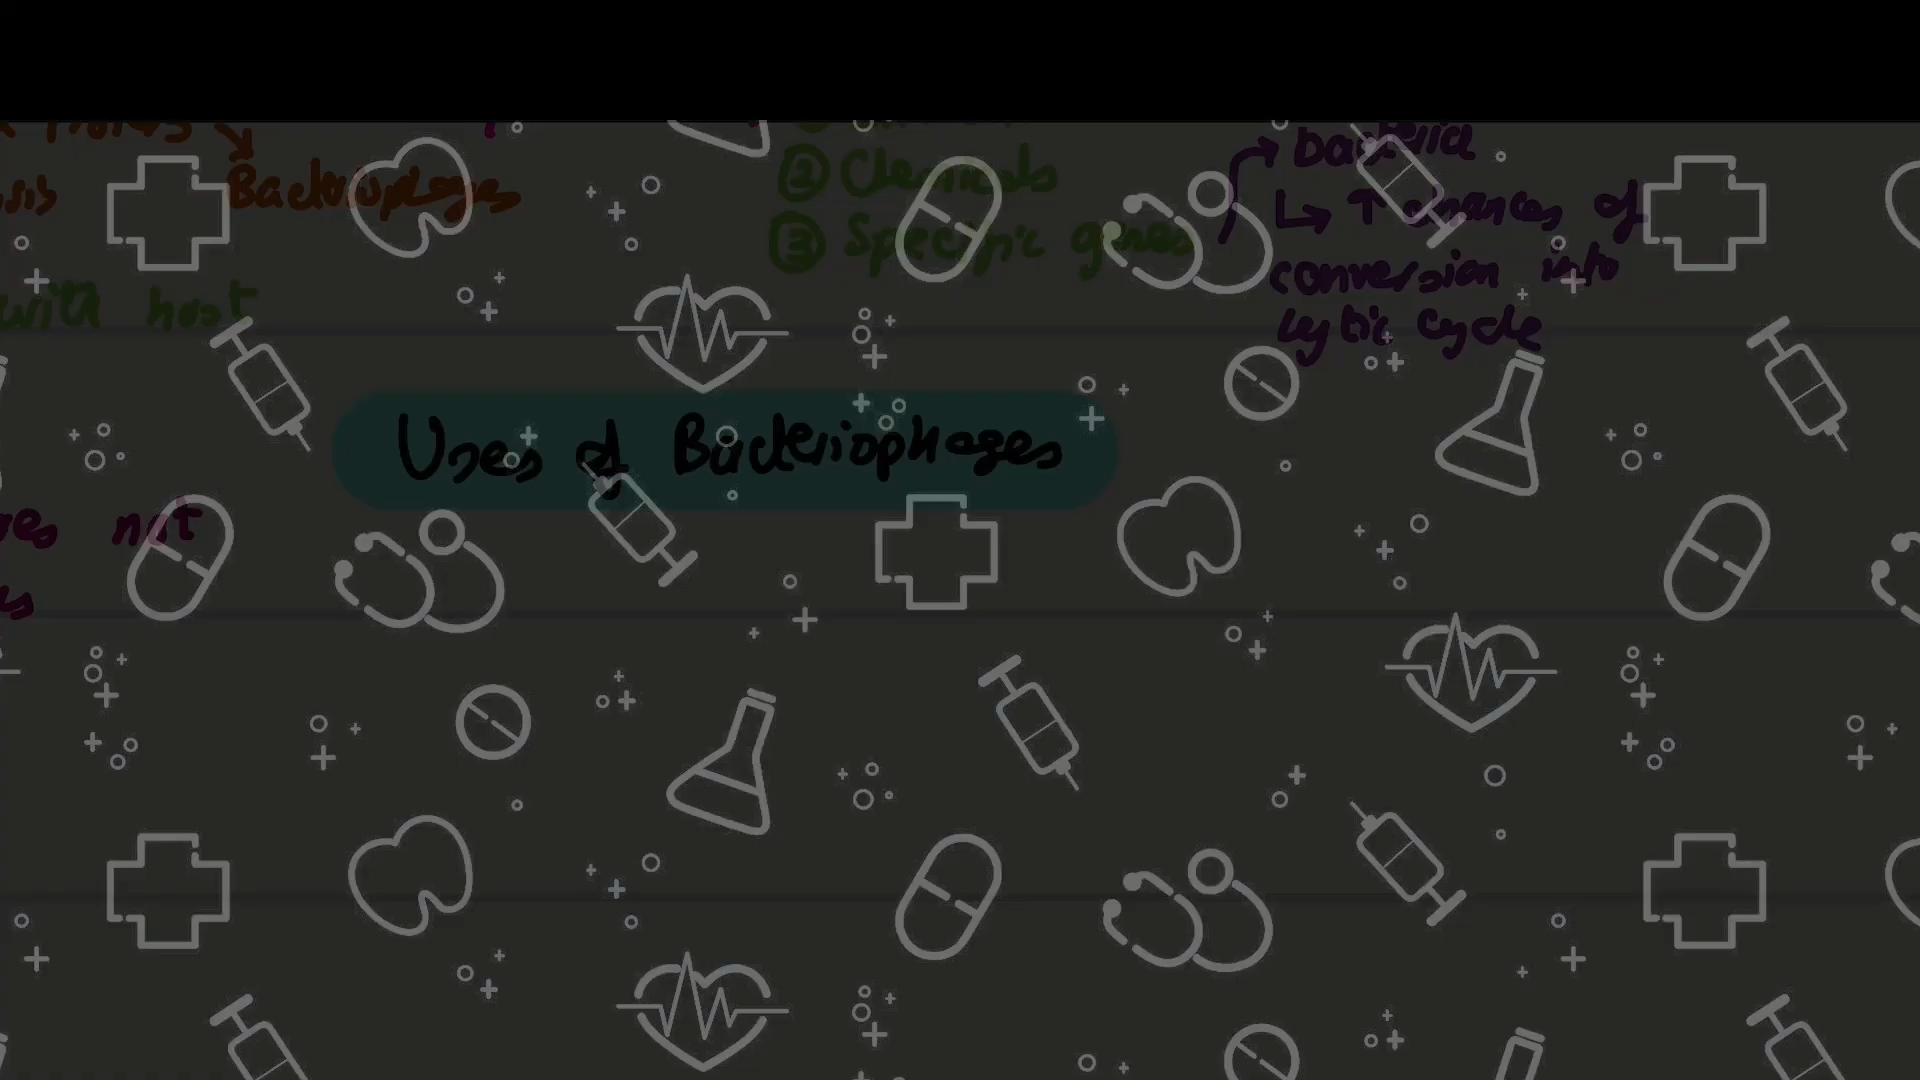 bacteria
② Chemicals
Bacteriophages
↳ ↑ chances of
③ Specific genes
conversion into
with host
lytic cycle
Uses of Bacteriophages
not